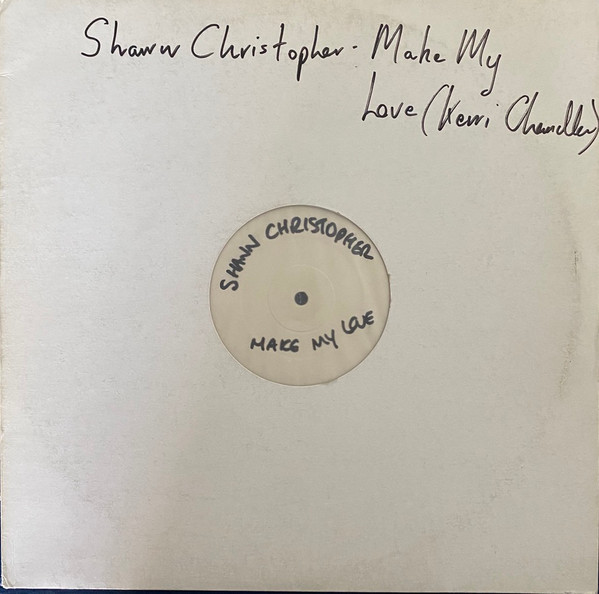 Shawn Christopher - Make My
Love (Kerri Chandler)
SHAWN CHRISTOPHER
MAKE MY LOVE